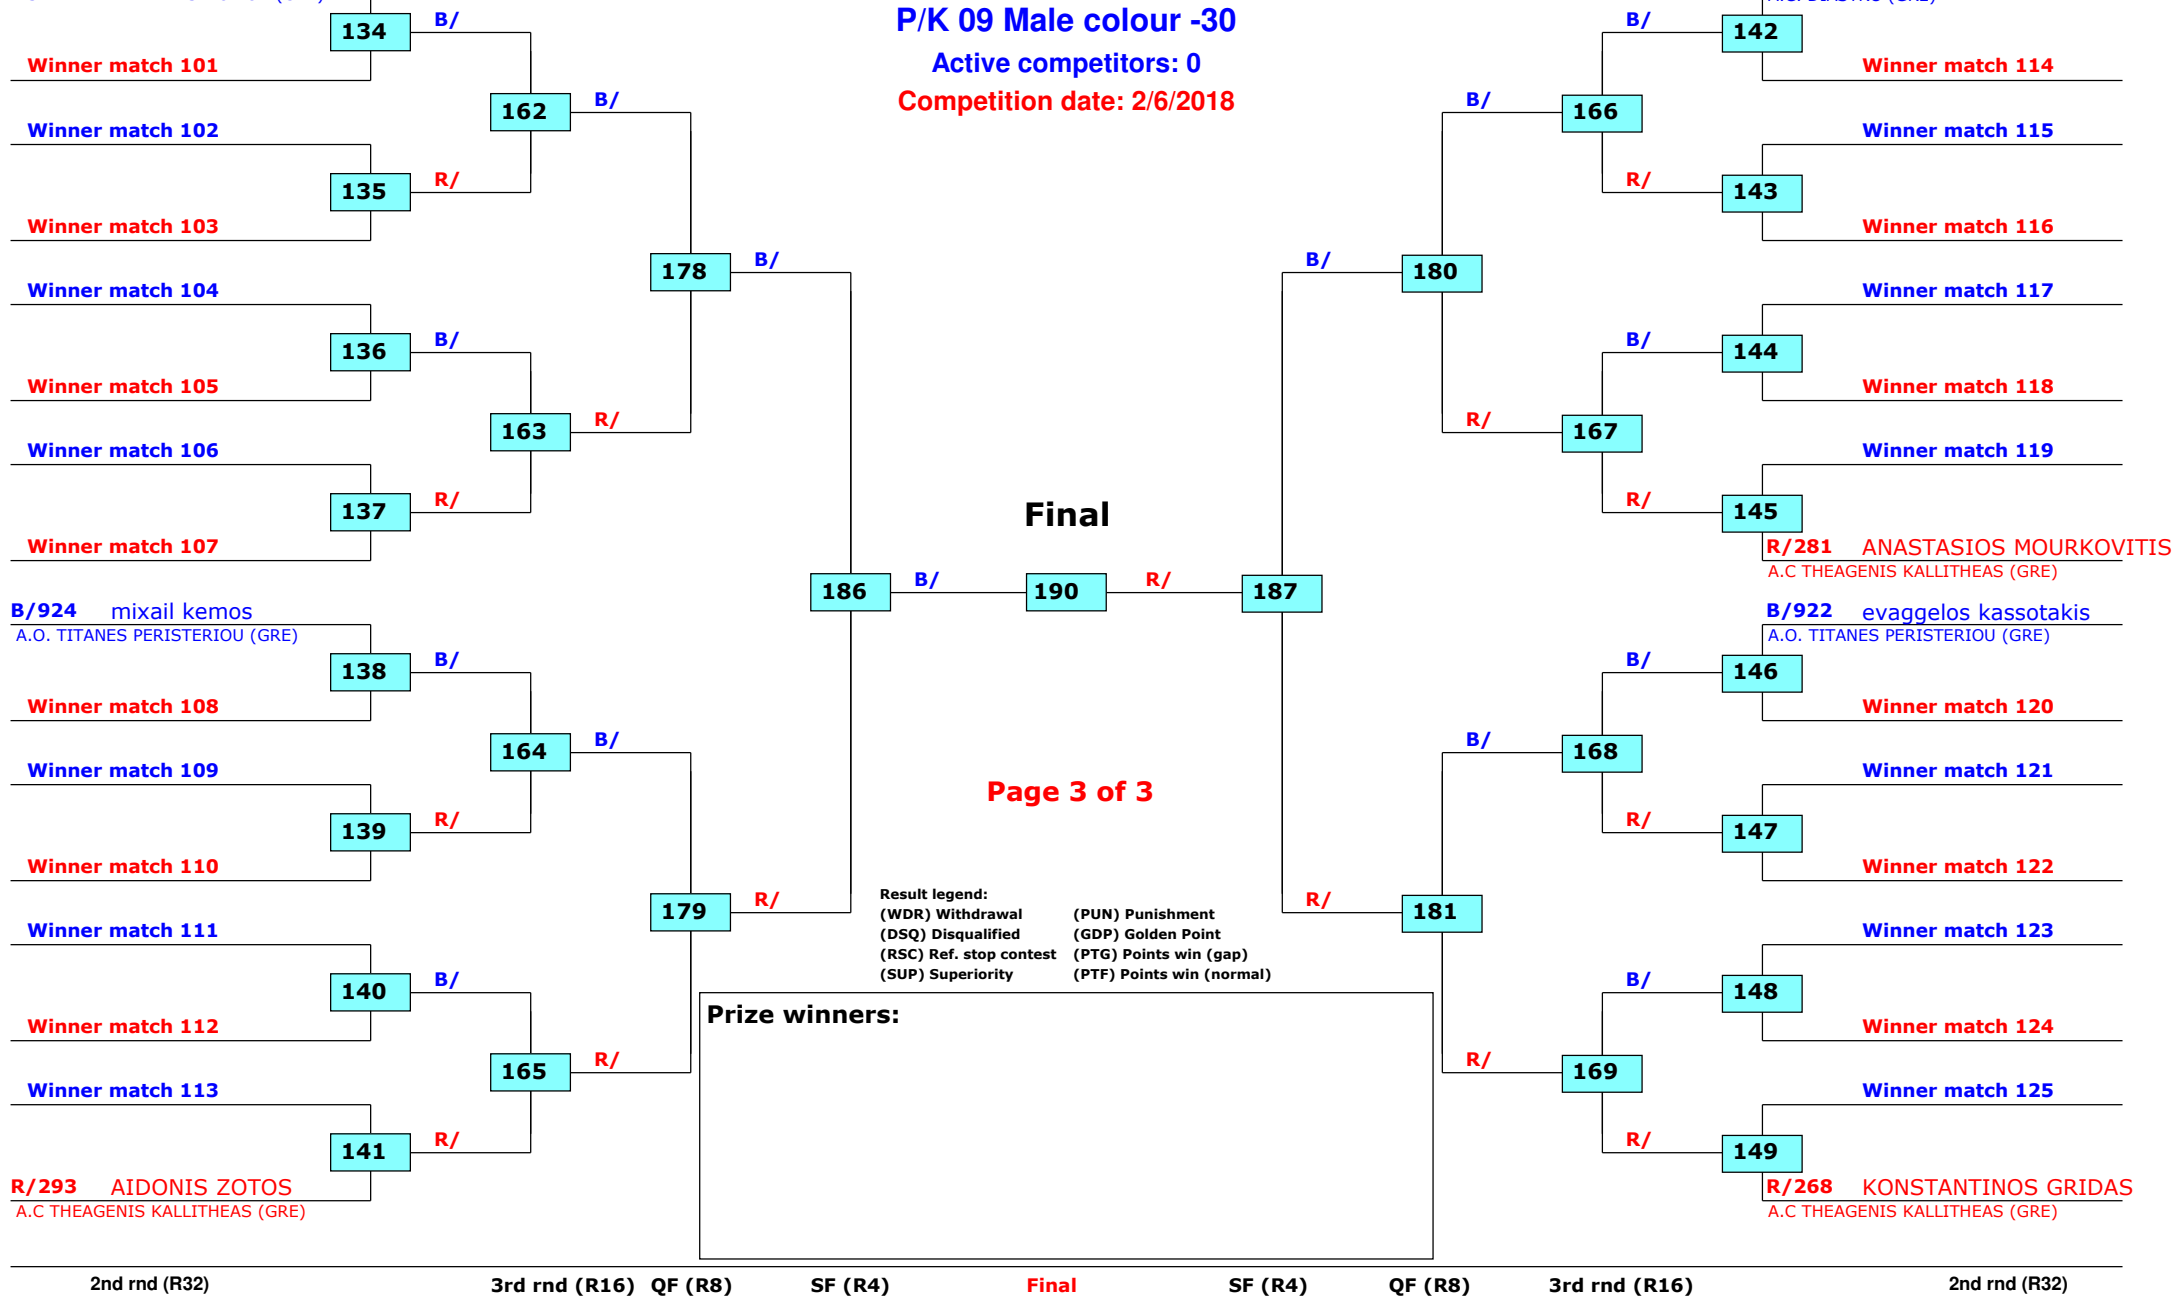 P/K 09 Male colour -30
Active competitors: 0
Competition date: 2/6/2018
134
B/
Winner match 101
162
B/
Winner match 102
135
R/
Winner match 103
178
B/
Winner match 104
136
B/
Winner match 105
163
R/
Winner match 106
137
R/
Winner match 107
186
B/
B/924 mixail kemos
A.O. TITANES PERISTERIOU (GRE)
138
B/
Winner match 108
164
B/
Winner match 109
139
R/
Winner match 110
179
R/
Winner match 111
140
B/
Winner match 112
165
R/
Winner match 113
141
R/
R/293 AIDONIS ZOTOS
A.C THEAGENIS KALLITHEAS (GRE)
Final
190
Page 3 of 3
Result legend:
(WDR) Withdrawal (PUN) Punishment
(DSQ) Disqualified (GDP) Golden Point
(RSC) Ref. stop contest (PTG) Points win (gap)
(SUP) Superiority (PTF) Points win (normal)
Prize winners:
B/
142
Winner match 114
B/
166
Winner match 115
R/
143
Winner match 116
B/
180
Winner match 117
B/
144
Winner match 118
R/
167
Winner match 119
R/
145
R/281 ANASTASIOS MOURKOVITIS
A.C THEAGENIS KALLITHEAS (GRE)
R/
187
B/922 evaggelos kassotakis
A.O. TITANES PERISTERIOU (GRE)
B/
146
Winner match 120
B/
168
Winner match 121
R/
147
Winner match 122
R/
181
Winner match 123
B/
148
Winner match 124
R/
169
Winner match 125
R/
149
R/268 KONSTANTINOS GRIDAS
A.C THEAGENIS KALLITHEAS (GRE)
2nd rnd (R32) 3rd rnd (R16) QF (R8) SF (R4) Final SF (R4) QF (R8) 3rd rnd (R16) 2nd rnd (R32)